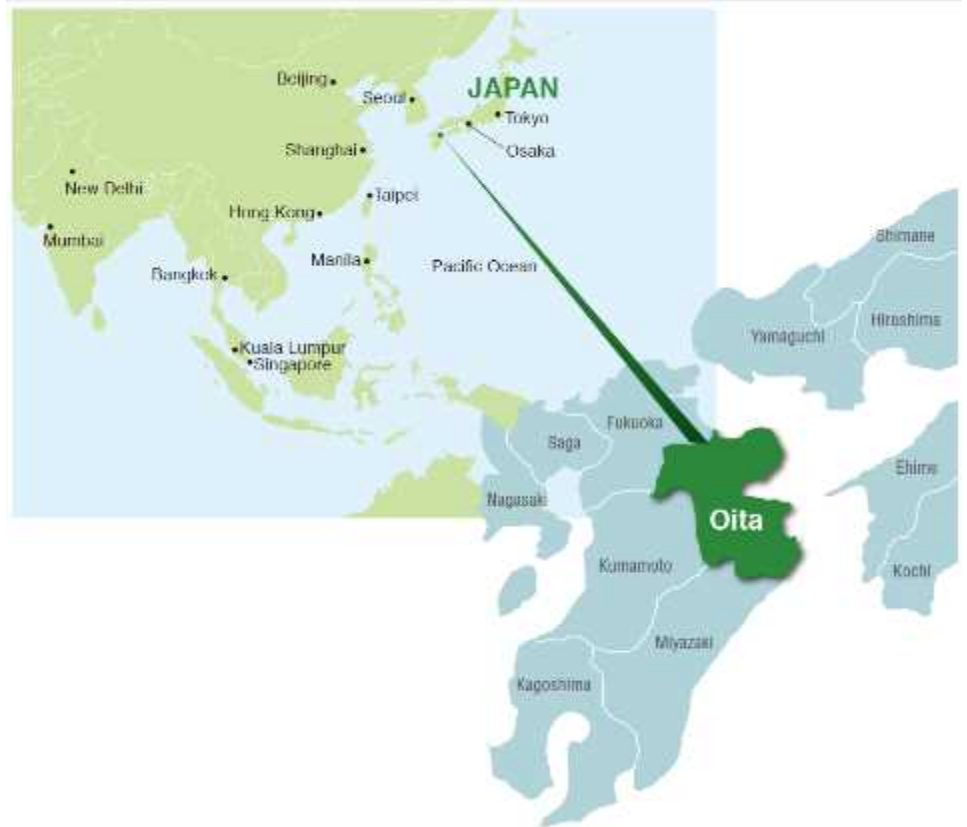 Beijing
Seoul
JAPAN
Tokyo
Osaka
Shanghai
New Delhi
Taipei
Hong Kong
Mumbai
Manila
Pacific Ocean
Bangkok
Kuala Lumpur
Singapore
Shimane
Hiroshima
Yamaguchi
Fukuoka
Saga
Ehime
Nagasaki
Oita
Kumamoto
Kochi
Miyazaki
Kagoshima